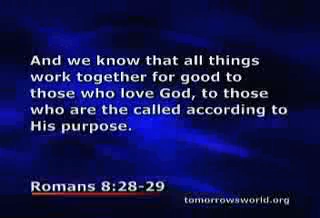 And we know that all things
work together for good to
those who love God, to those
who are the called according to
His purpose.
Romans 8:28-29
tomorrowsworld.org